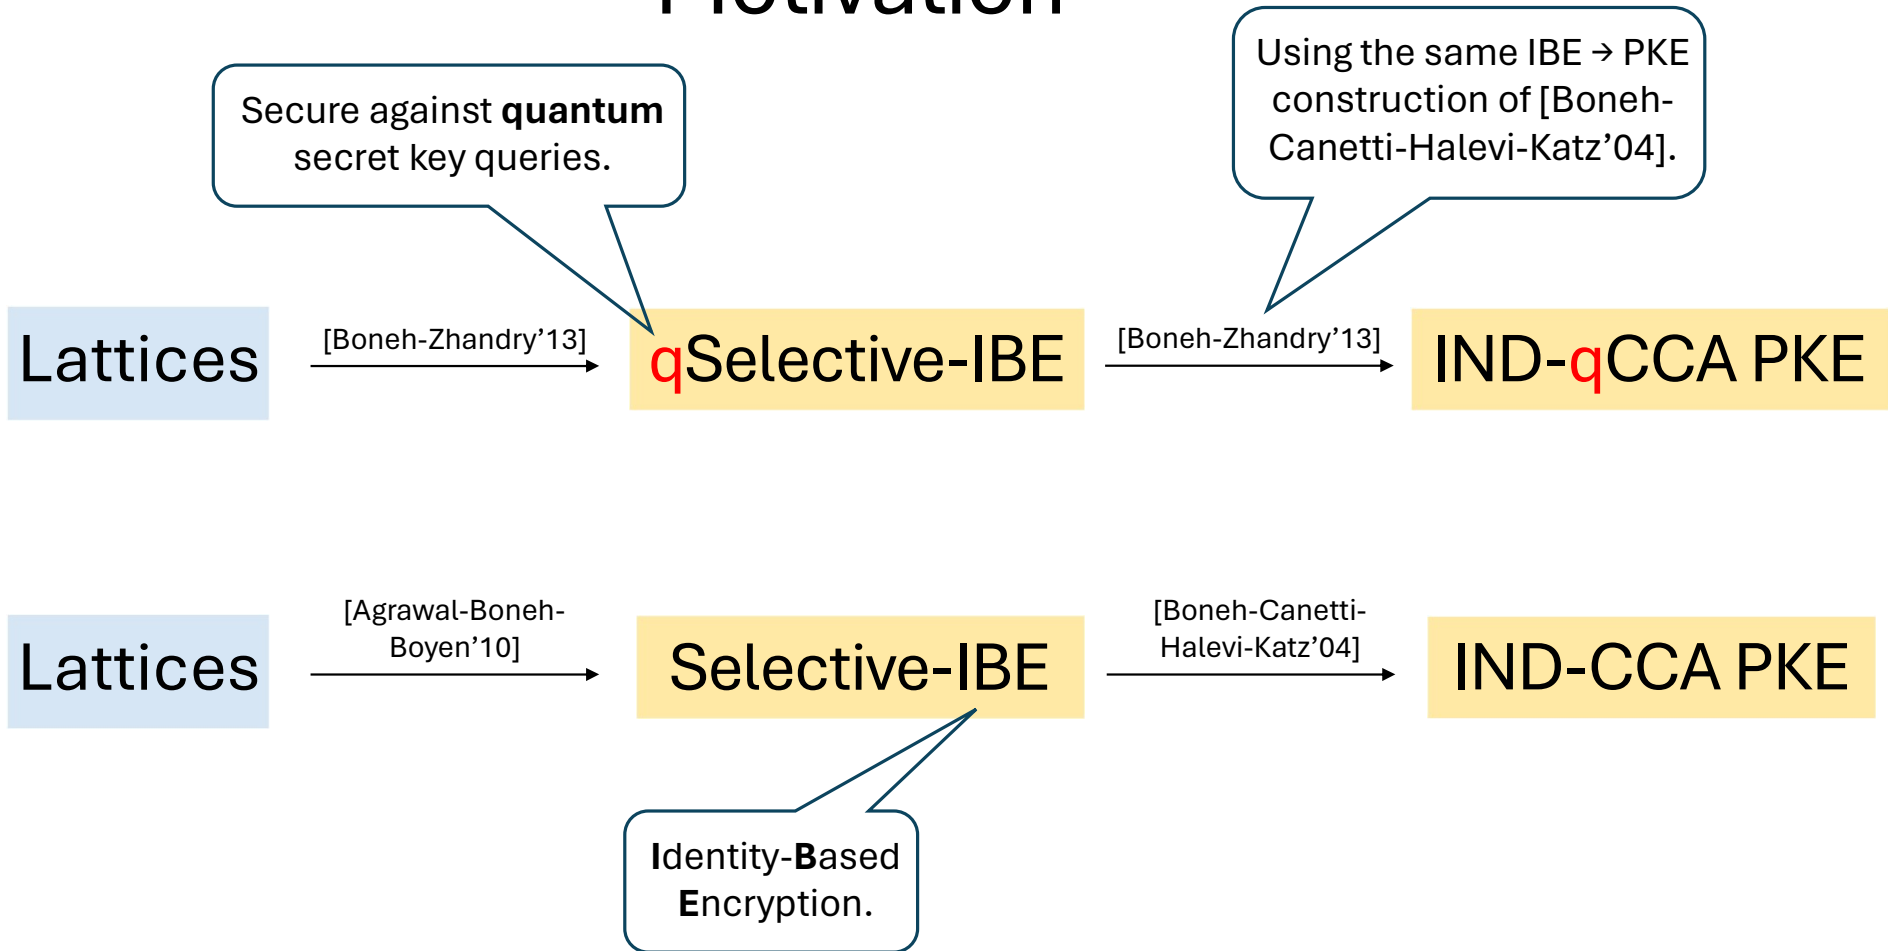 Motivation
Secure against quantum
secret key queries.
Using the same IBE → PKE
construction of [Boneh-
Canetti-Halevi-Katz’04].
Lattices
[Boneh-Zhandry’13]
qSelective-IBE
[Boneh-Zhandry’13]
IND-qCCA PKE
Lattices
[Agrawal-Boneh-
Boyen’10]
Selective-IBE
[Boneh-Canetti-
Halevi-Katz’04]
IND-CCA PKE
Identity-Based
Encryption.